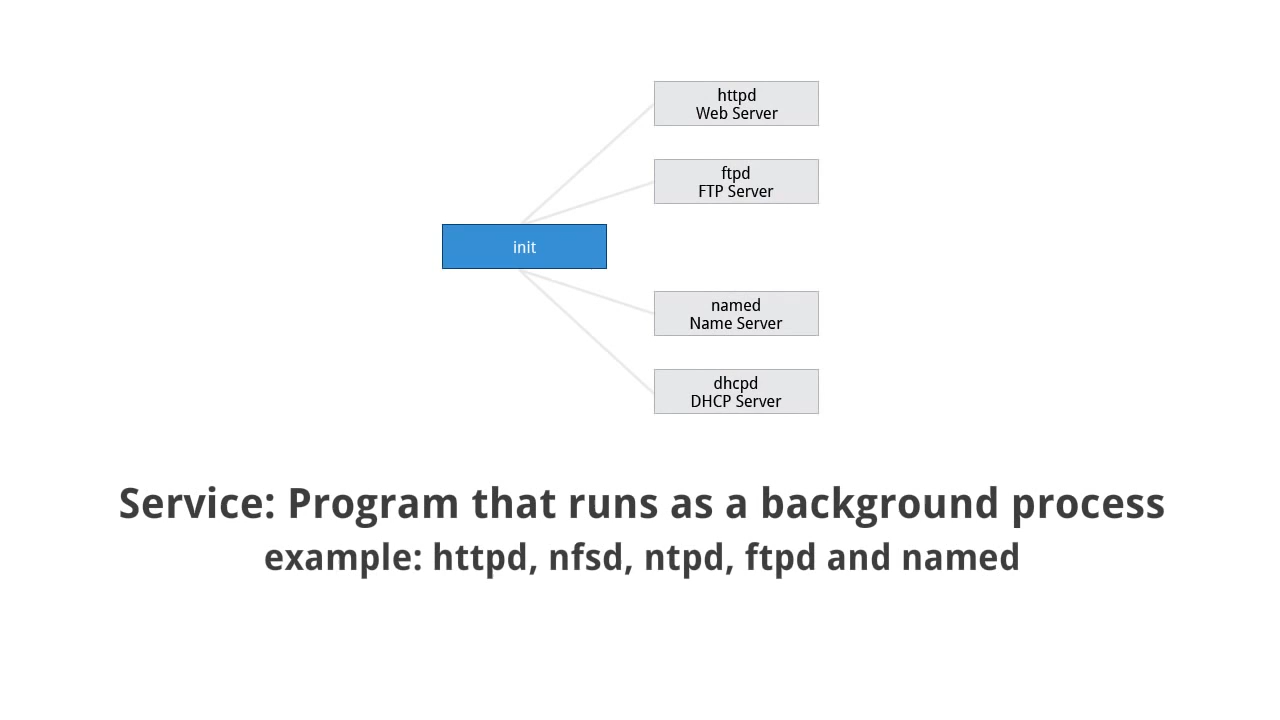 httpd
Web Server
ftpd
FTP Server
init
named
Name Server
dhcpd
DHCP Server
Service: Program that runs as a background process
example: httpd, nfsd, ntpd, ftpd and named